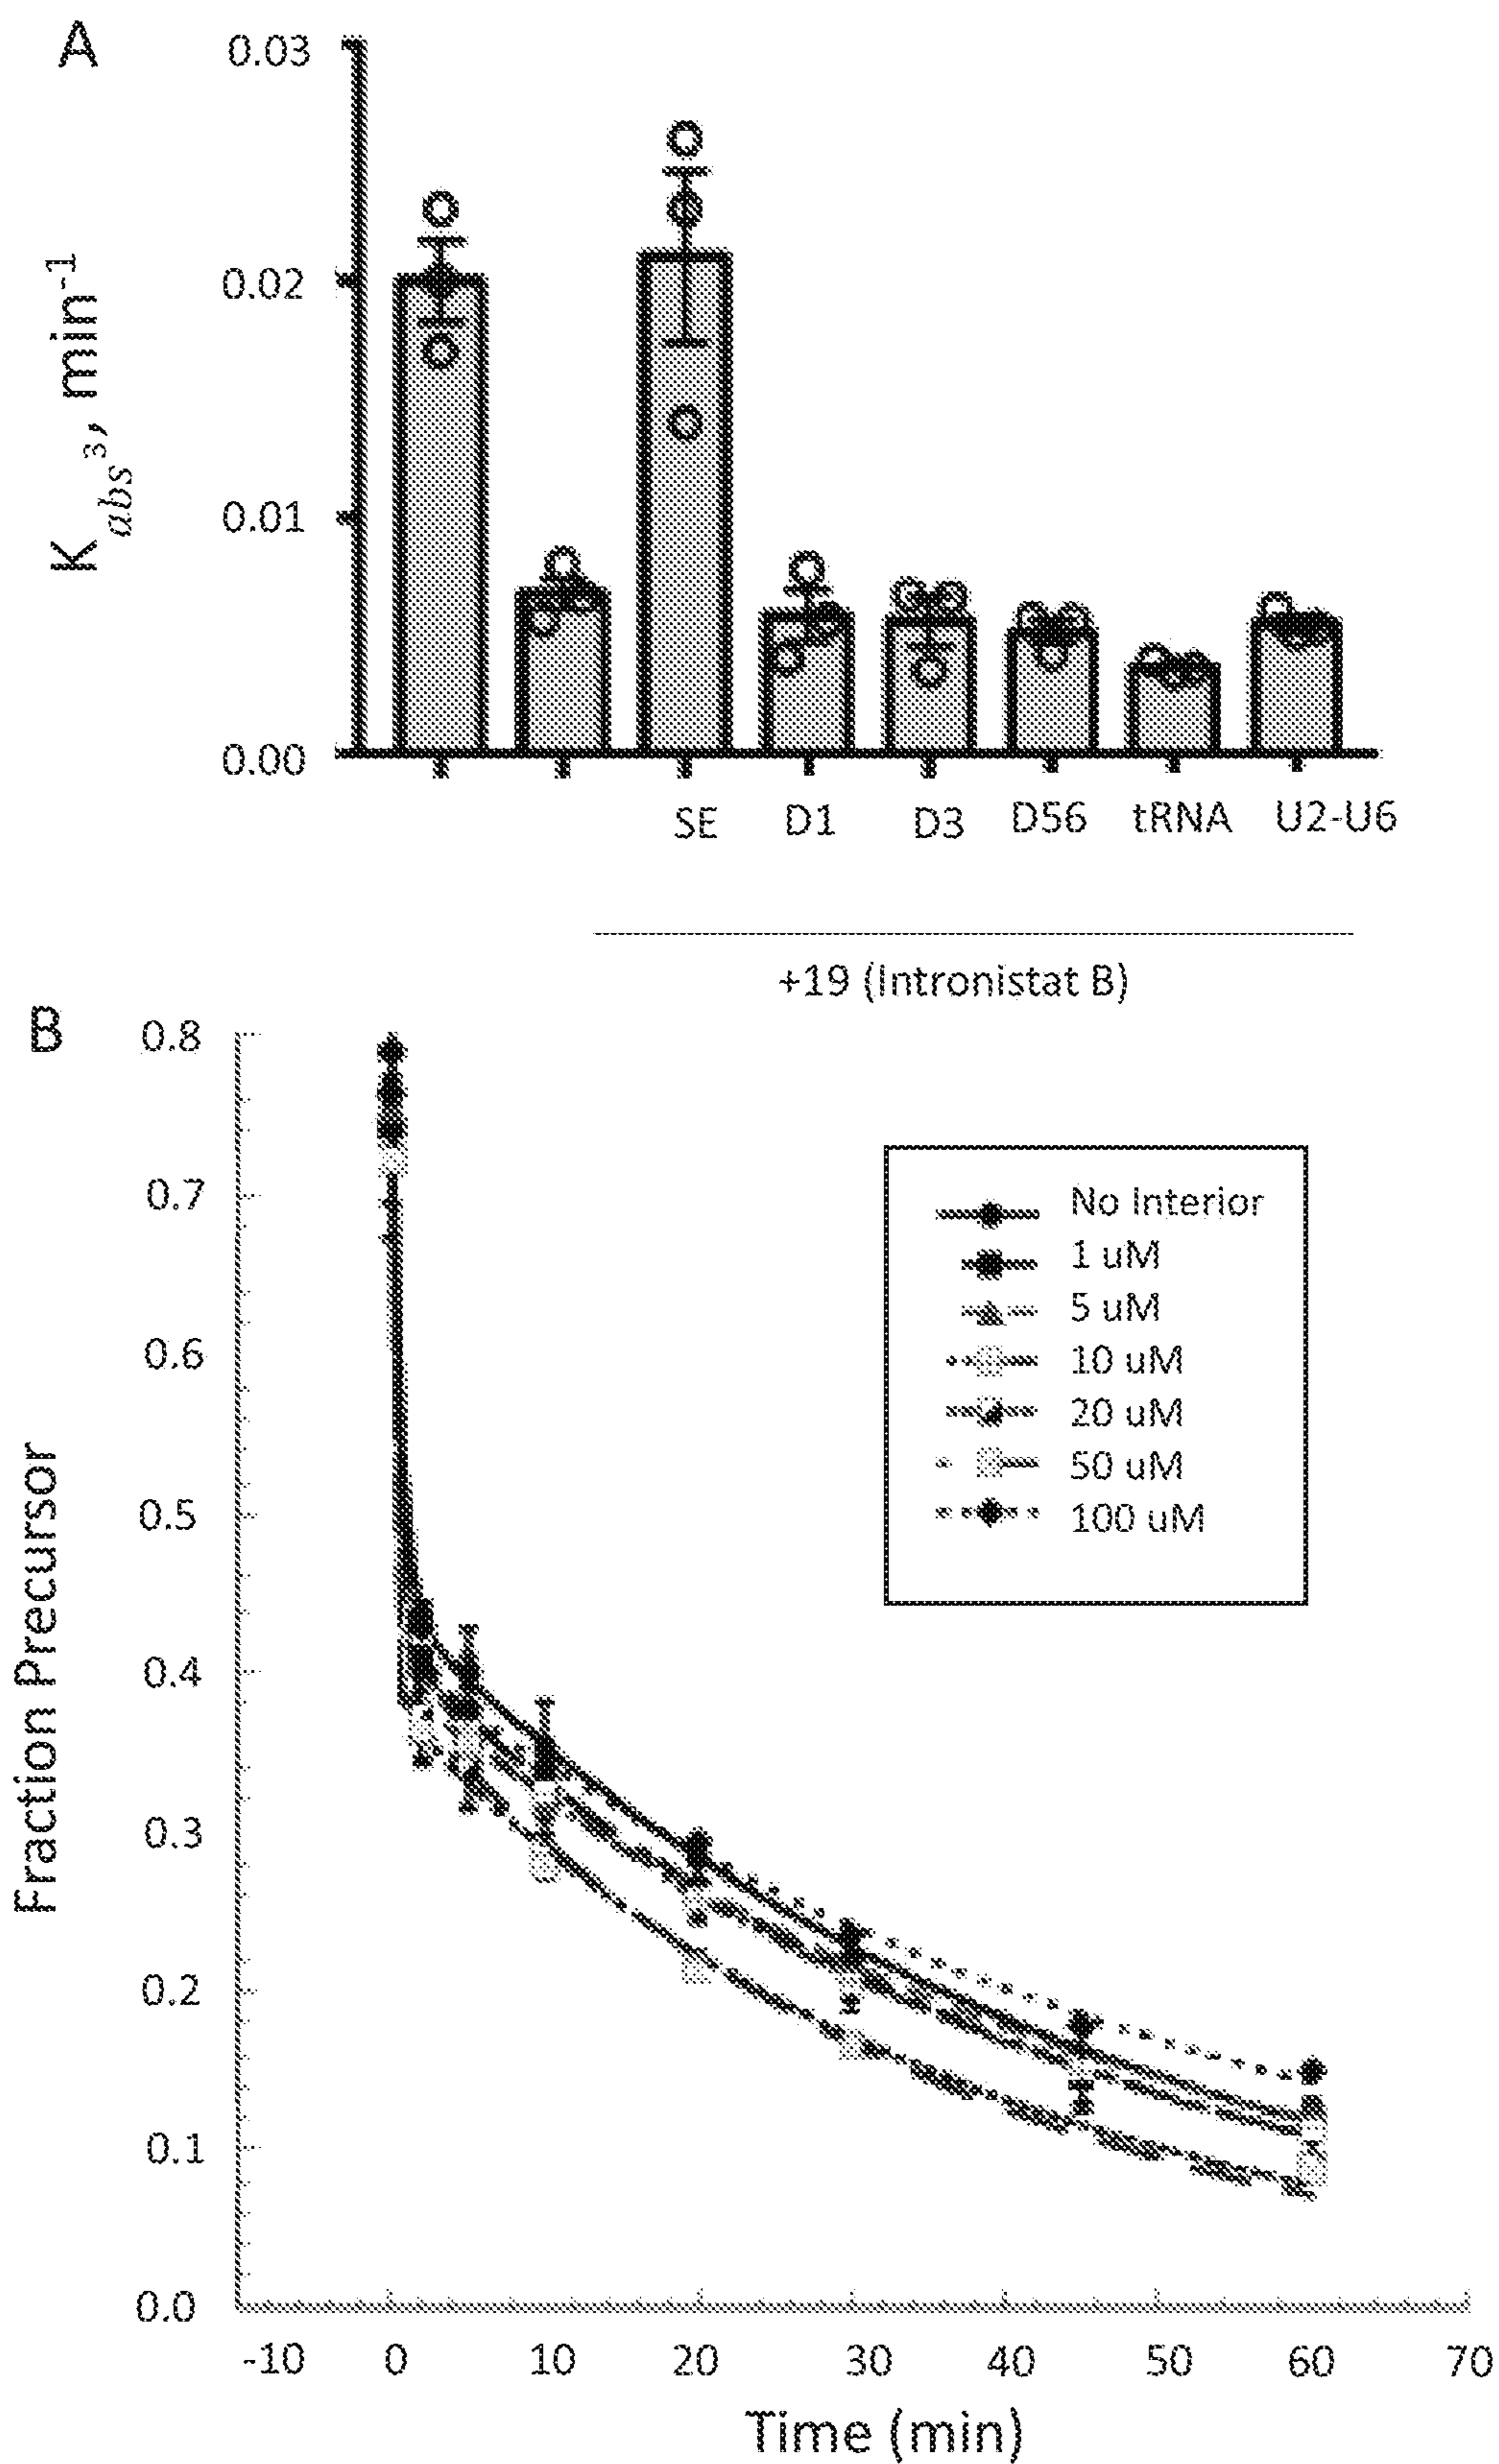 A
0.03
0.02
0.01
0.00
K abs 3, min-1
SE D1 D3 D56 tRNA U2-U6
+19 (Intronistat B)
B
0.8
0.7
0.6
0.5
0.4
0.3
0.2
0.1
0.0
Fraction Precursor
No Interior
1 uM
5 uM
10 uM
20 uM
50 uM
100 uM
-10 0 10 20 30 40 50 60 70
Time (min)